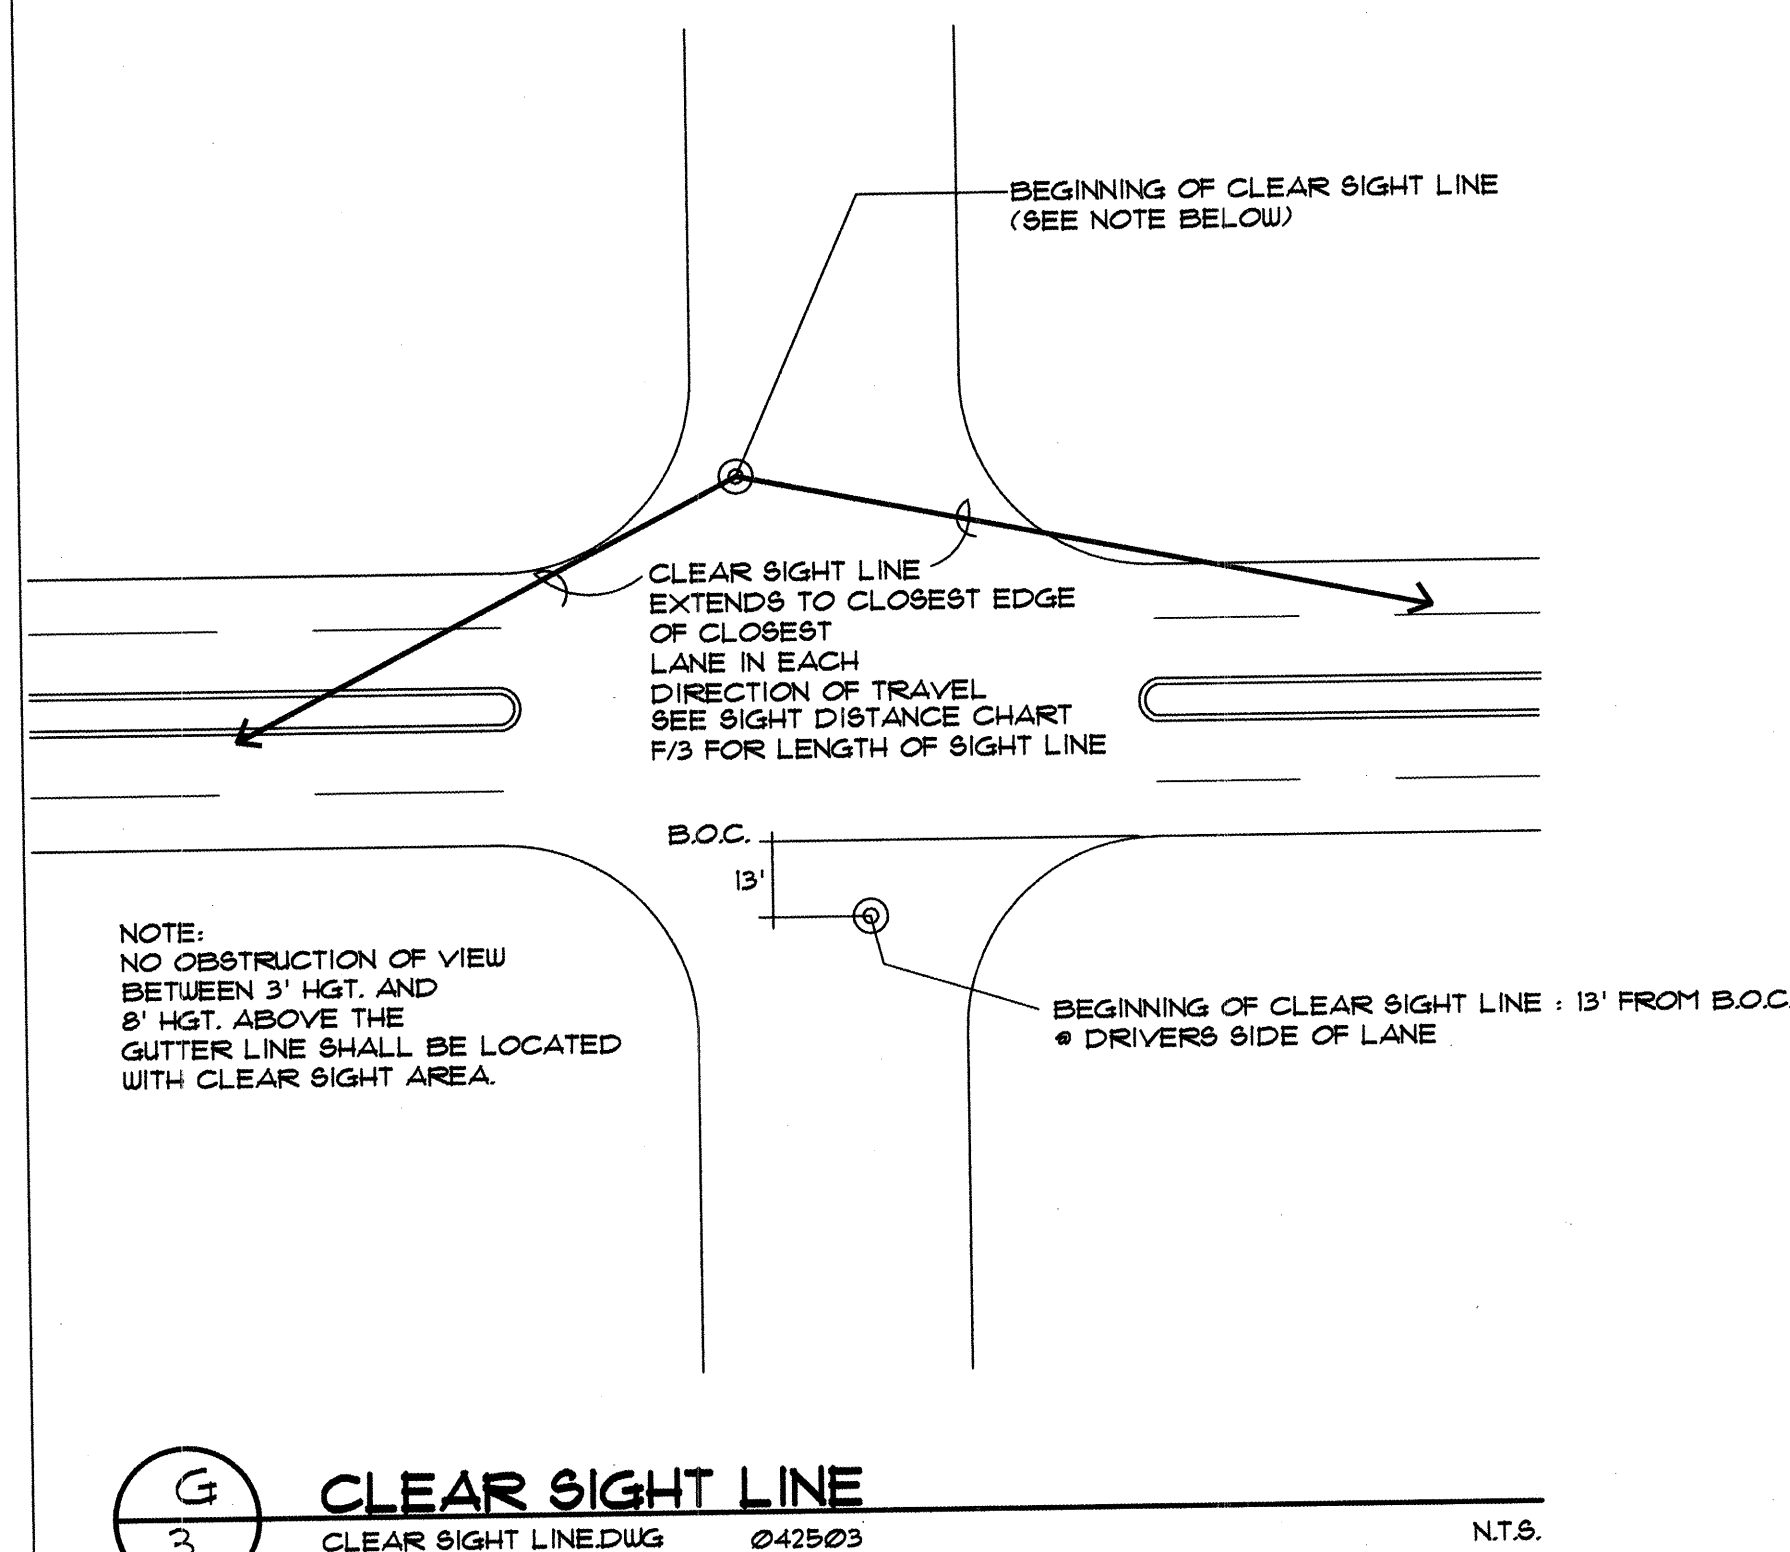 BEGINNING OF CLEAR SIGHT LINE
(SEE NOTE BELOW)
CLEAR SIGHT LINE
EXTENDS TO CLOSEST EDGE
OF CLOSEST
LANE IN EACH
DIRECTION OF TRAVEL
SEE SIGHT DISTANCE CHART
F/3 FOR LENGTH OF SIGHT LINE
B.O.C.
13'
NOTE:
NO OBSTRUCTION OF VIEW
BETWEEN 3' HGT. AND
8' HGT. ABOVE THE
GUTTER LINE SHALL BE LOCATED
WITH CLEAR SIGHT AREA.
BEGINNING OF CLEAR SIGHT LINE : 13' FROM B.O.C.
@ DRIVERS SIDE OF LANE
G
3
CLEAR SIGHT LINE
CLEAR SIGHT LINE.DWG 042503
N.T.S.